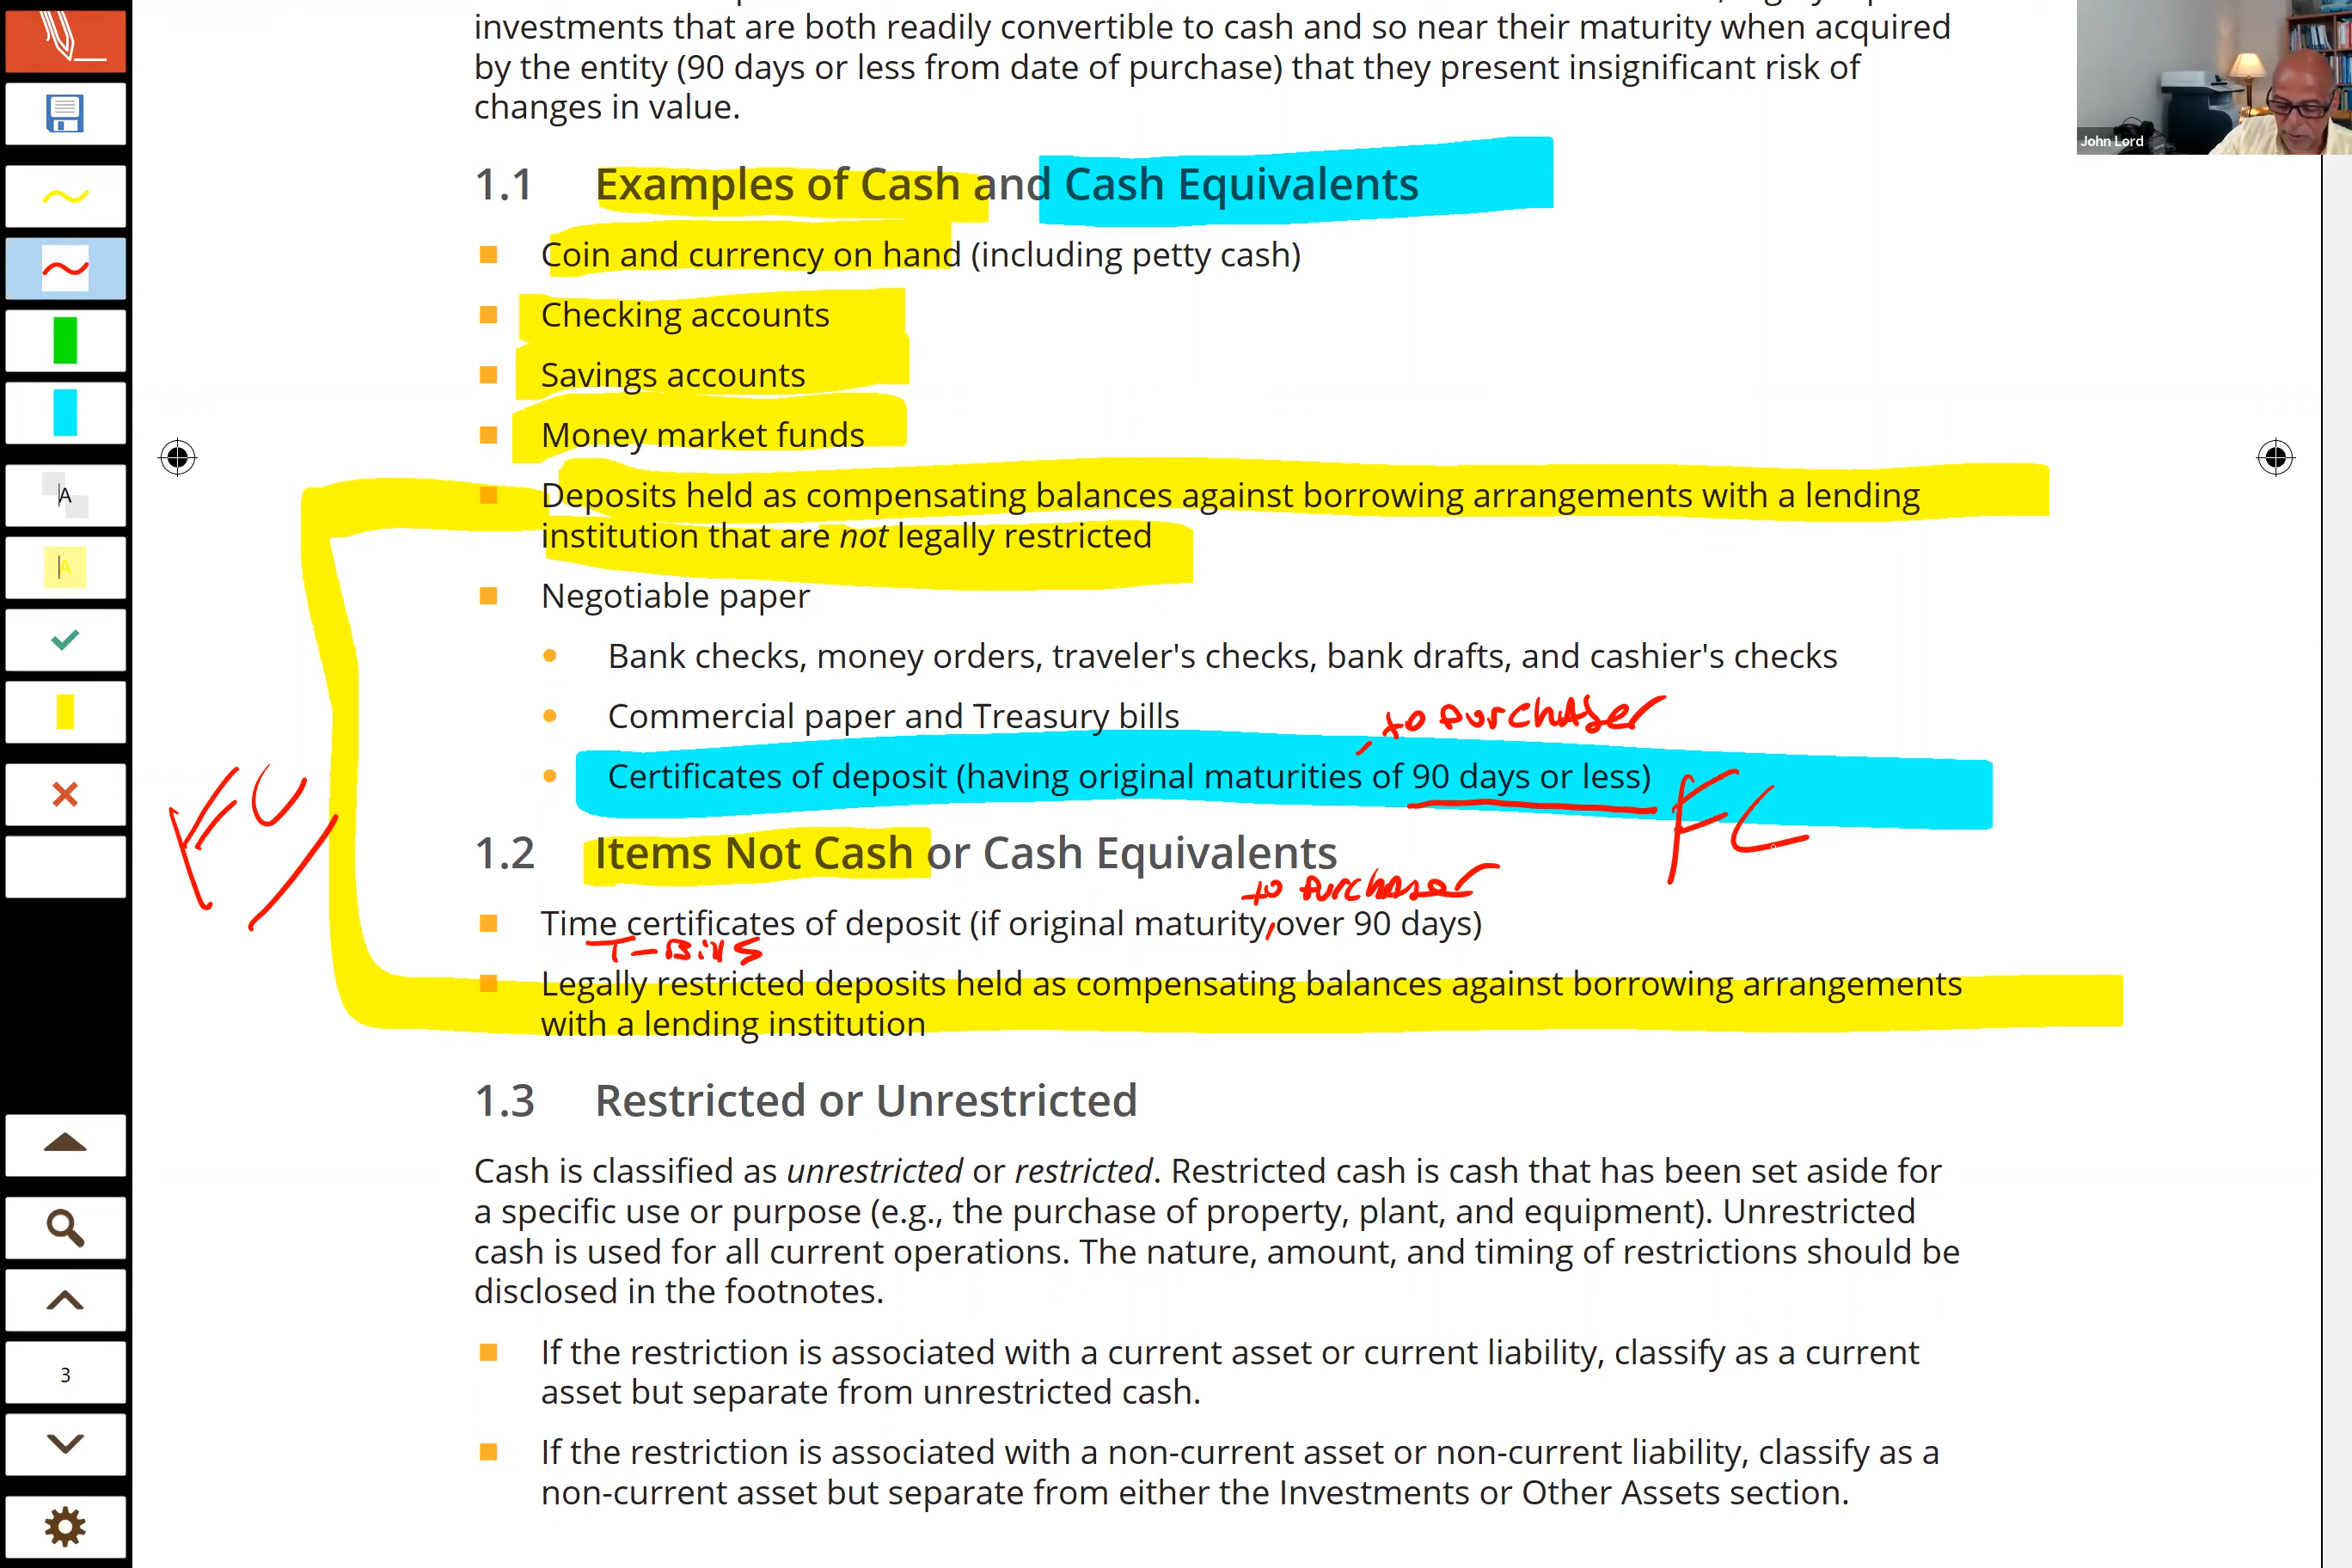 investments that are both readily convertible to cash and so near their maturity when acquired
by the entity (90 days or less from date of purchase) that they present insignificant risk of
changes in value.
John Lord
1.1 Examples of Cash and Cash Equivalents
Coin and currency on hand (including petty cash)
Checking accounts
Savings accounts
Money market funds
Deposits held as compensating balances against borrowing arrangements with a lending
institution that are not legally restricted
Negotiable paper
Bank checks, money orders, traveler's checks, bank drafts, and cashier's checks
Commercial paper and Treasury bills
to purchaser
Certificates of deposit (having original maturities of 90 days or less)
FC
1.2 Items Not Cash or Cash Equivalents
to purchaser
Time certificates of deposit (if original maturity, over 90 days)
T-Bills
Legally restricted deposits held as compensating balances against borrowing arrangements
with a lending institution
1.3 Restricted or Unrestricted
Cash is classified as unrestricted or restricted. Restricted cash is cash that has been set aside for
a specific use or purpose (e.g., the purchase of property, plant, and equipment). Unrestricted
cash is used for all current operations. The nature, amount, and timing of restrictions should be
disclosed in the footnotes.
If the restriction is associated with a current asset or current liability, classify as a current
asset but separate from unrestricted cash.
If the restriction is associated with a non-current asset or non-current liability, classify as a
non-current asset but separate from either the Investments or Other Assets section.
A
A
3